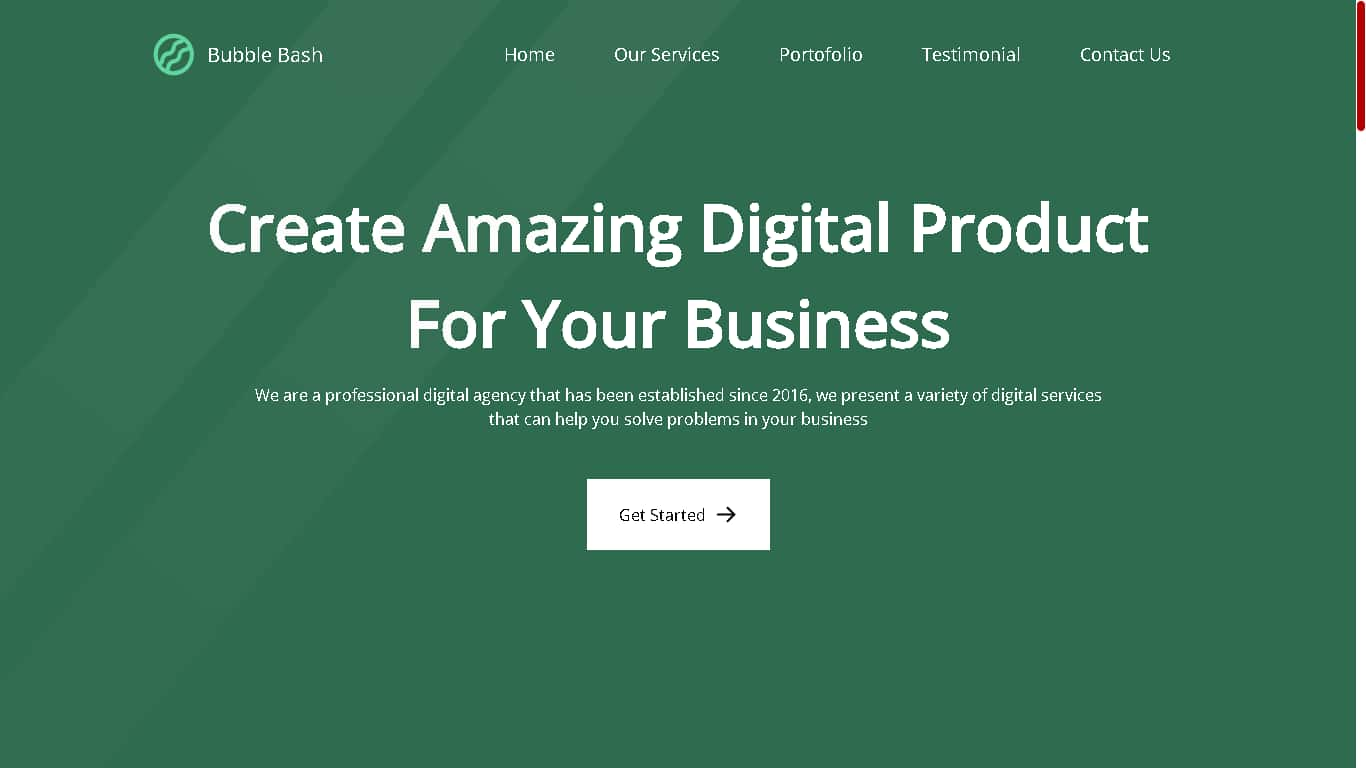 Bubble Bash
Home
Our Services
Portofolio
Testimonial
Contact Us
Create Amazing Digital Product
For Your Business
We are a professional digital agency that has been established since 2016, we present a variety of digital services
that can help you solve problems in your business
Get Started